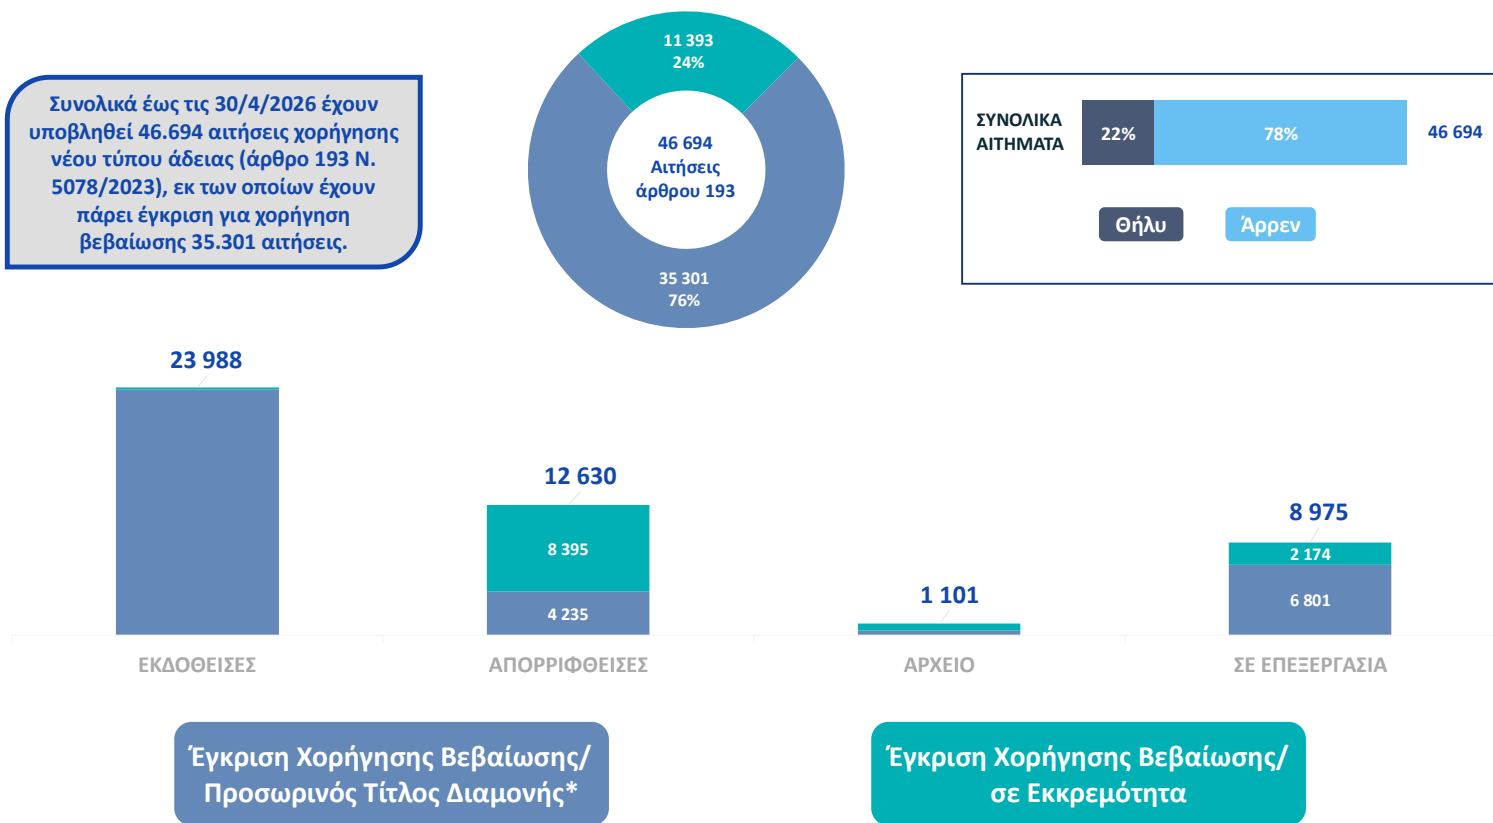 Συνολικά έως τις 30/4/2026 έχουν
υποβληθεί 46.694 αιτήσεις χορήγησης
νέου τύπου άδειας (άρθρο 193 Ν.
5078/2023), εκ των οποίων έχουν
πάρει έγκριση για χορήγηση
βεβαίωσης 35.301 αιτήσεις.
11 393
24%
46 694
Αιτήσεις
άρθρου 193
35 301
76%
ΣΥΝΟΛΙΚΑ
ΑΙΤΗΜΑΤΑ
22%
78%
46 694
Θήλυ
Άρρεν
23 988
12 630
8 395
4 235
1 101
8 975
2 174
6 801
ΕΚΔΟΘΕΙΣΕΣ
ΑΠΟΡΡΙΦΘΕΙΣΕΣ
ΑΡΧΕΙΟ
ΣΕ ΕΠΕΞΕΡΓΑΣΙΑ
Έγκριση Χορήγησης Βεβαίωσης/
Προσωρινός Τίτλος Διαμονής*
Έγκριση Χορήγησης Βεβαίωσης/
σε Εκκρεμότητα